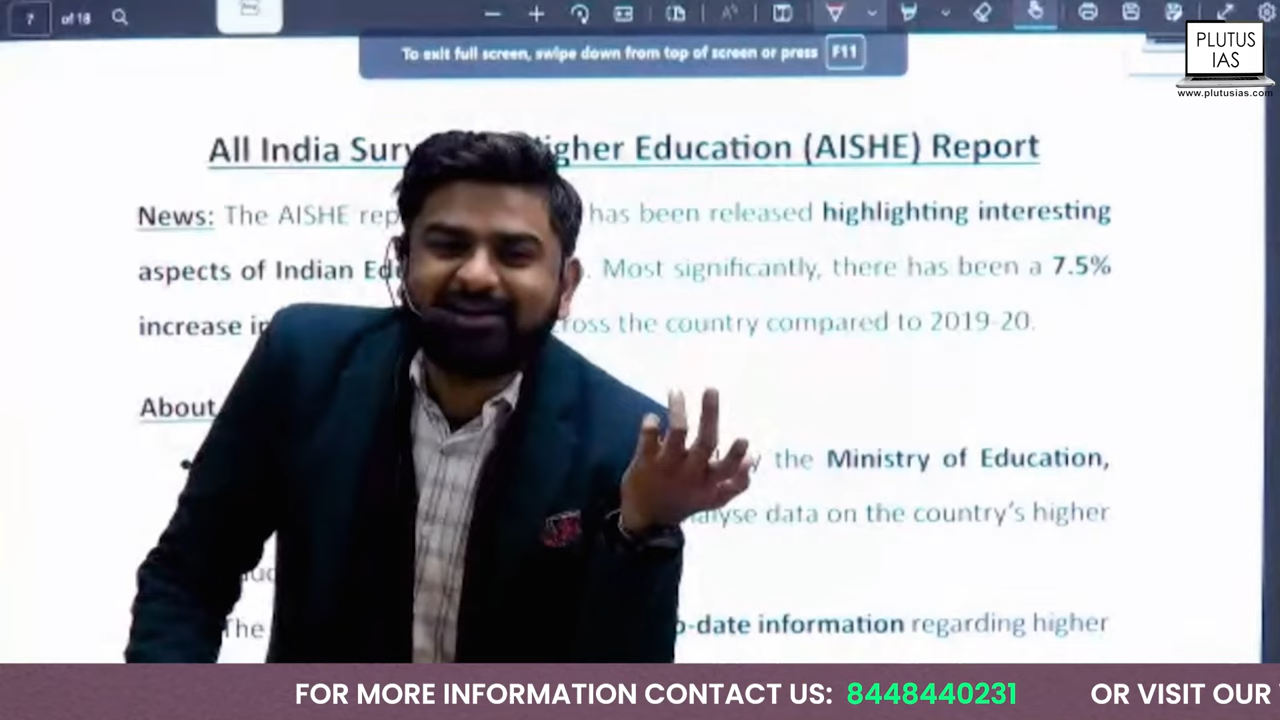 7 of 18
To exit full screen, swipe down from top of screen or press F11
PLUTUS
IAS
www.plutusias.com
All India Sur igher Education (AISHE) Report
News: The AISHE rep has been released highlighting interesting
aspects of Indian Ed . Most significantly, there has been a 7.5%
increase in ross the country compared to 2019-20.
About
y the Ministry of Education,
alyse data on the country's higher
The o-date information regarding higher
FOR MORE INFORMATION CONTACT US: 8448440231 OR VISIT OUR